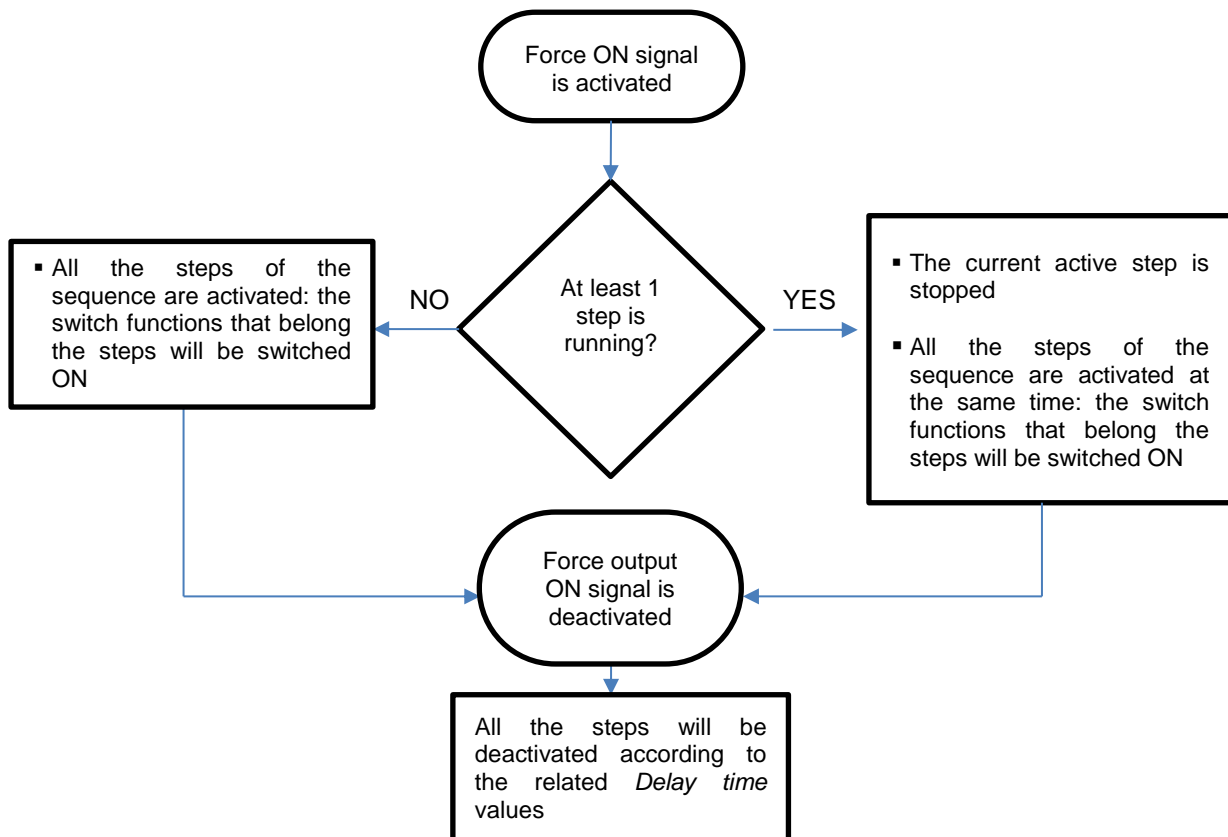 Force ON signal
is activated
At least 1
step is
running?
NO
YES
▪ All the steps of the
sequence are activated: the
switch functions that belong
the steps will be switched
ON
▪ The current active step is
stopped
▪ All the steps of the
sequence are activated at
the same time: the switch
functions that belong the
steps will be switched ON
Force output
ON signal is
deactivated
All the steps will be
deactivated according to
the related Delay time
values